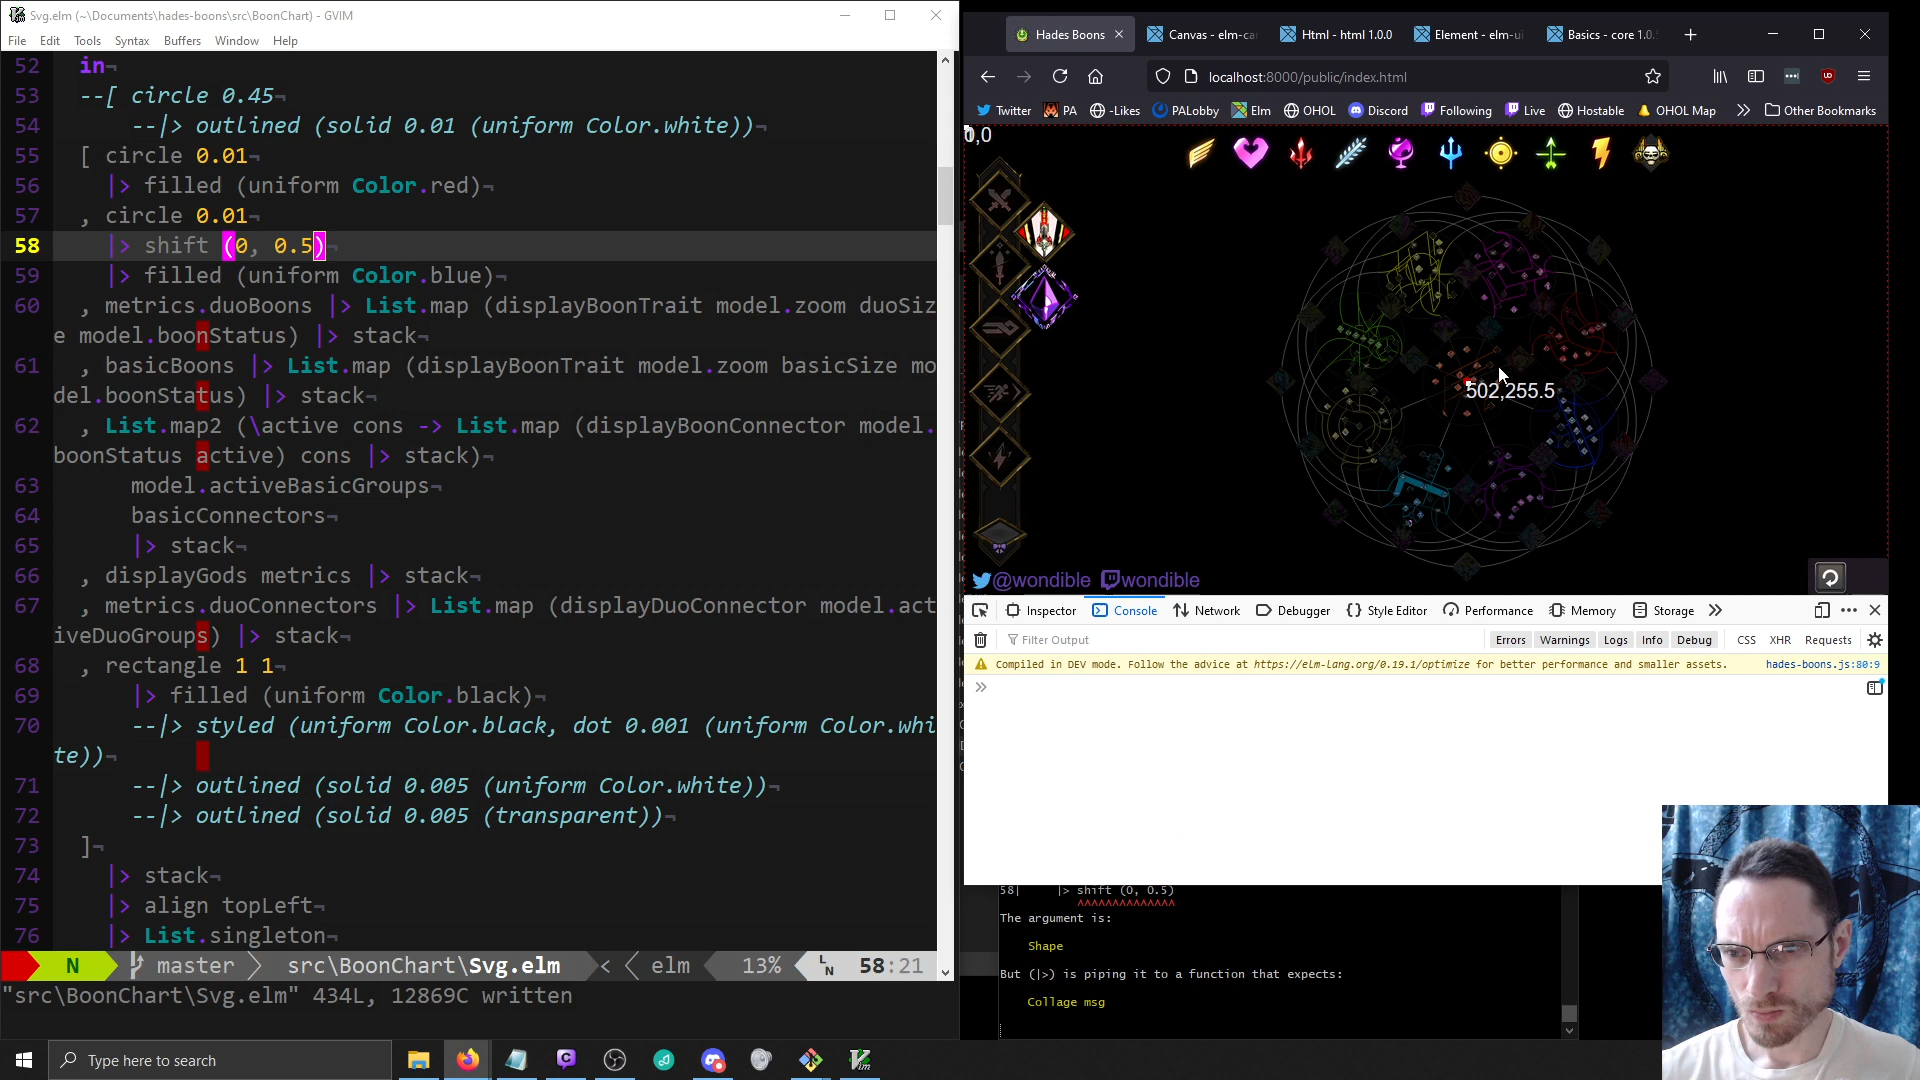 Svg.elm (~\Documents\hades-boons\src\BoonChart) - GVIM
File Edit Tools Syntax Buffers Window Help
52 in¬
53 --[ circle 0.45¬
54 --|> outlined (solid 0.01 (uniform Color.white))¬
55 [ circle 0.01¬
56 |> filled (uniform Color.red)¬
57 , circle 0.01¬
58 |> shift (0, 0.5)¬
59 |> filled (uniform Color.blue)¬
60 , metrics.duoBoons |> List.map (displayBoonTrait model.zoom duoSiz
e model.boonStatus) |> stack¬
61 , basicBoons |> List.map (displayBoonTrait model.zoom basicSize mo
del.boonStatus) |> stack¬
62 , List.map2 (\active cons -> List.map (displayBoonConnector model.
boonStatus active) cons |> stack)¬
63 model.activeBasicGroups¬
64 basicConnectors¬
65 |> stack¬
66 , displayGods metrics |> stack¬
67 , metrics.duoConnectors |> List.map (displayDuoConnector model.act
iveDuoGroups) |> stack¬
68 , rectangle 1 1¬
69 |> filled (uniform Color.black)¬
70 --|> styled (uniform Color.black, dot 0.001 (uniform Color.whi
te))¬
71 --|> outlined (solid 0.005 (uniform Color.white))¬
72 --|> outlined (solid 0.005 (transparent))¬
73 ]¬
74 |> stack¬
75 |> align topLeft¬
76 |> List.singleton¬
N master src\BoonChart\Svg.elm < elm 13% LN 58:21
"src\BoonChart\Svg.elm" 434L, 12869C written
Type here to search
Hades Boons
Canvas - elm-ca
Html - html 1.0.0
Element - elm-ui
Basics - core 1.0.
localhost:8000/public/index.html
Twitter PA -Likes PALobby Elm OHOL Discord Following Live Hostable OHOL Map Other Bookmarks
0,0
502,255.5
@wondible wondible
Inspector Console Network Debugger Style Editor Performance Memory Storage
Filter Output
Errors Warnings Logs Info Debug CSS XHR Requests
Compiled in DEV mode. Follow the advice at https://elm-lang.org/0.19.1/optimize for better performance and smaller assets. hades-boons.js:80:9
58| |> shift (0, 0.5)
^^^^^^^^^^^^^^
The argument is:
Shape
But (|>) is piping it to a function that expects:
Collage msg